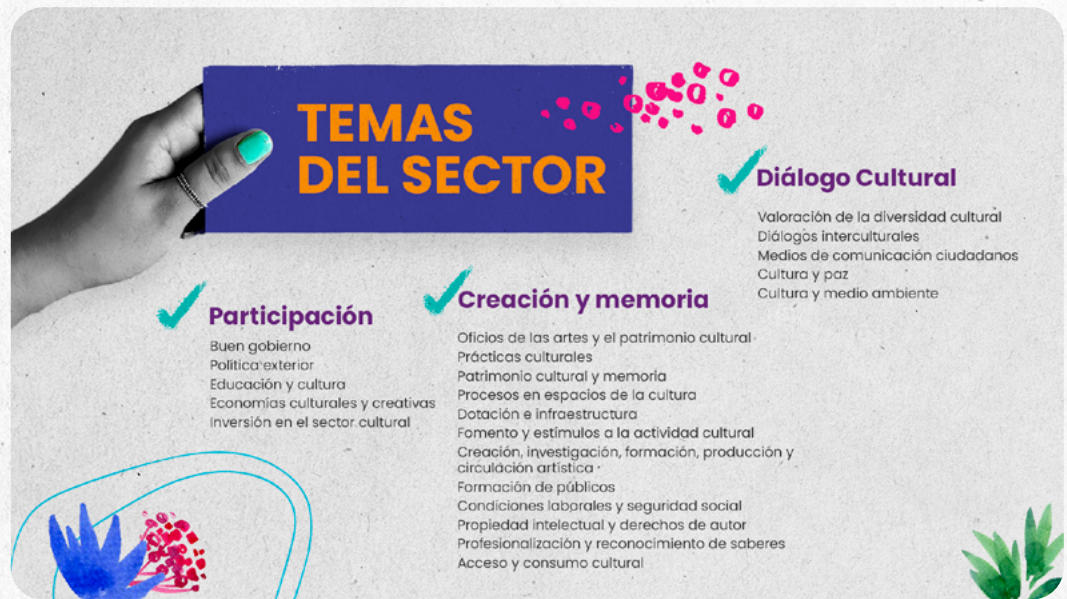 TEMAS
DEL SECTOR
Diálogo Cultural
Valoración de la diversidad cultural
Diálogos interculturales
Medios de comunicación ciudadanos
Cultura y paz
Cultura y medio ambiente
Participación
Buen gobierno
Política exterior
Educación y cultura
Economías culturales y creativas
Inversión en el sector cultural
Creación y memoria
Oficios de las artes y el patrimonio cultural
Prácticas culturales
Patrimonio cultural y memoria
Procesos en espacios de la cultura
Dotación e infraestructura
Fomento y estímulos a la actividad cultural
Creación, investigación, formación, producción y
circulación artística
Formación de públicos
Condiciones laborales y seguridad social
Propiedad intelectual y derechos de autor
Profesionalización y reconocimiento de saberes
Acceso y consumo cultural